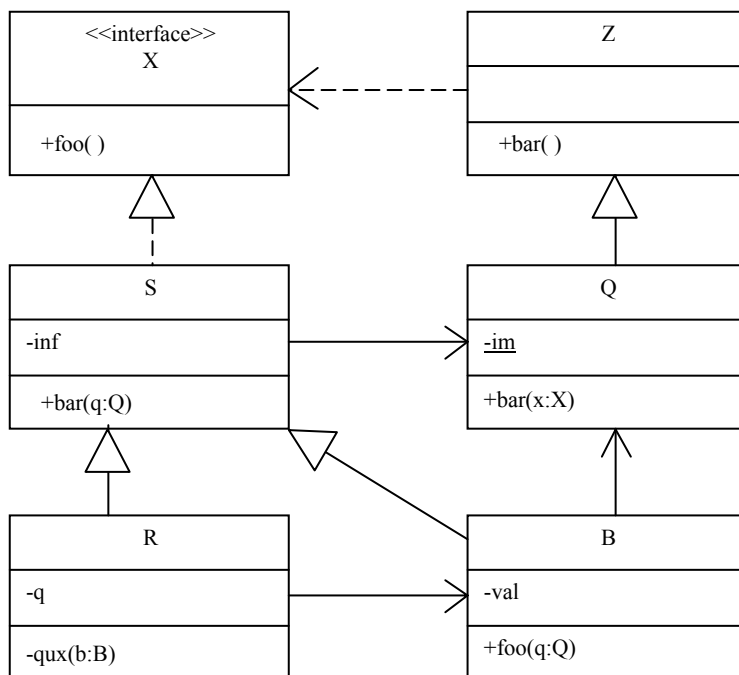 <<interface>>
X
+foo( )
Z
+bar( )
S
-inf
+bar(q:Q)
Q
-im
+bar(x:X)
R
-q
-qux(b:B)
B
-val
+foo(q:Q)